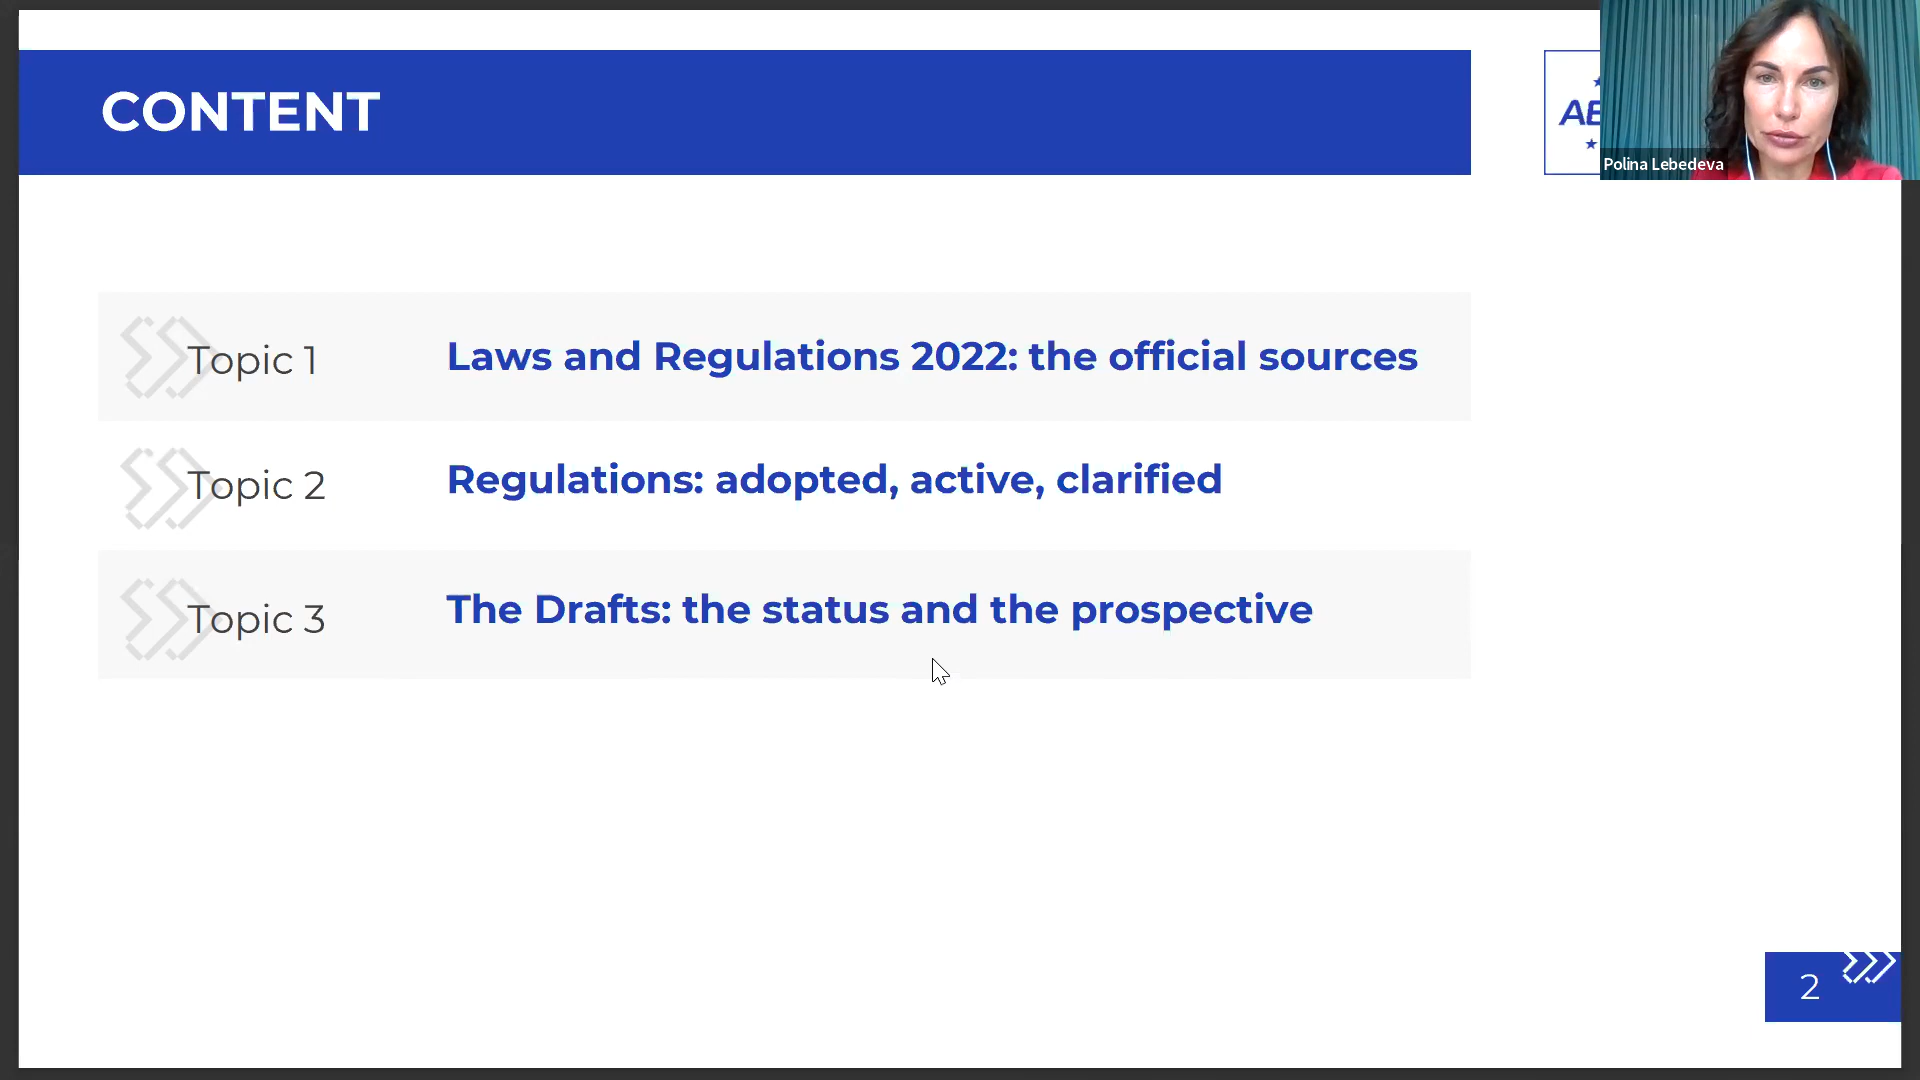 CONTENT
Polina Lebedeva
Topic 1
Laws and Regulations 2022: the official sources
Topic 2
Regulations: adopted, active, clarified
Topic 3
The Drafts: the status and the prospective
2